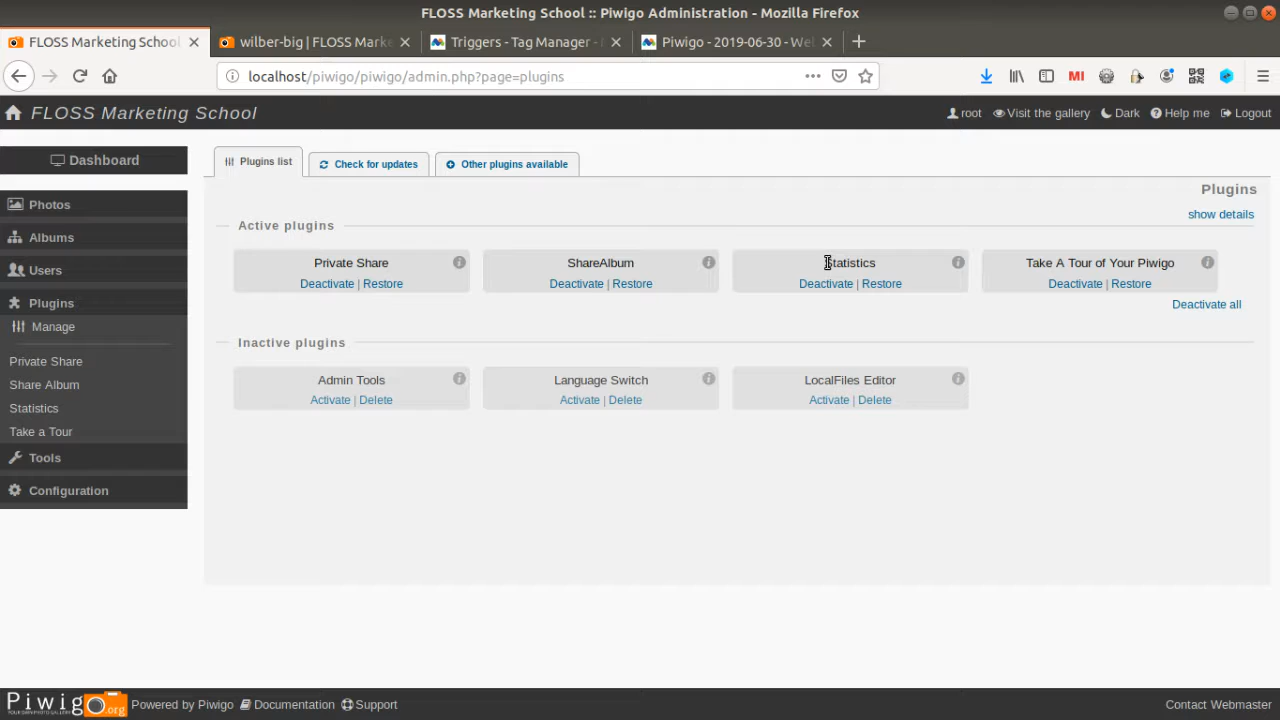 FLOSS Marketing School :: Piwigo Administration - Mozilla Firefox
FLOSS Marketing School
wilber-big | FLOSS Marke
Triggers - Tag Manager -
Piwigo - 2019-06-30 - We
localhost/piwigo/piwigo/admin.php?page=plugins
MI
FLOSS Marketing School
root
Visit the gallery
Dark
Help me
Logout
Dashboard
Photos
Albums
Users
Plugins
Manage
Private Share
Share Album
Statistics
Take a Tour
Tools
Configuration
Plugins list
Check for updates
Other plugins available
Plugins
show details
Active plugins
Private Share
Deactivate | Restore
ShareAlbum
Deactivate | Restore
Statistics
Deactivate | Restore
Take A Tour of Your Piwigo
Deactivate | Restore
Deactivate all
Inactive plugins
Admin Tools
Activate | Delete
Language Switch
Activate | Delete
LocalFiles Editor
Activate | Delete
Piwigo.org
Powered by Piwigo
Documentation
Support
Contact Webmaster